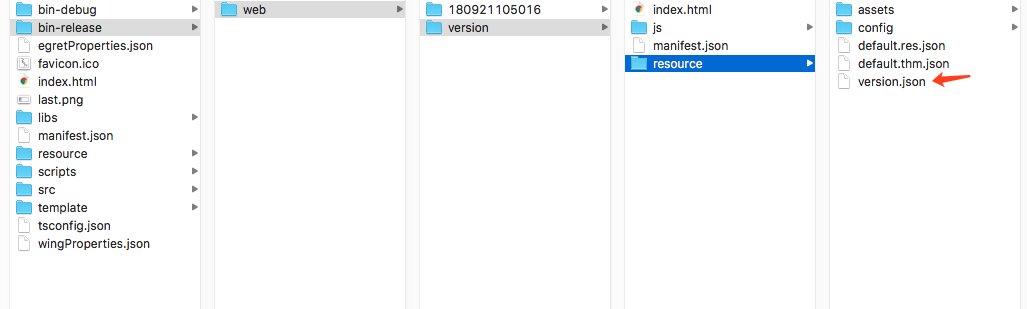 bin-debug
bin-release
egretProperties.json
favicon.ico
index.html
last.png
libs
manifest.json
resource
scripts
src
template
tsconfig.json
wingProperties.json
web
180921105016
version
index.html
js
manifest.json
resource
assets
config
default.res.json
default.thm.json
version.json